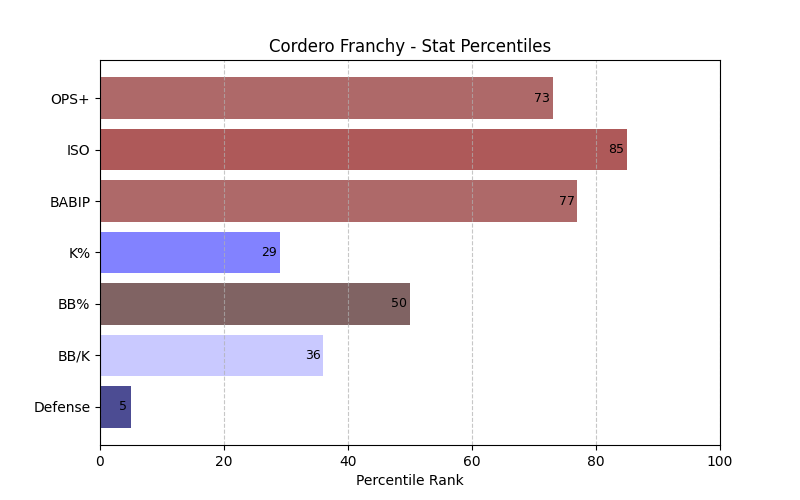 Cordero Franchy - Stat Percentiles
OPS+ 73
ISO 85
BABIP 77
K% 29
BB% 50
BB/K 36
Defense 5
0 20 40 60 80 100
Percentile Rank